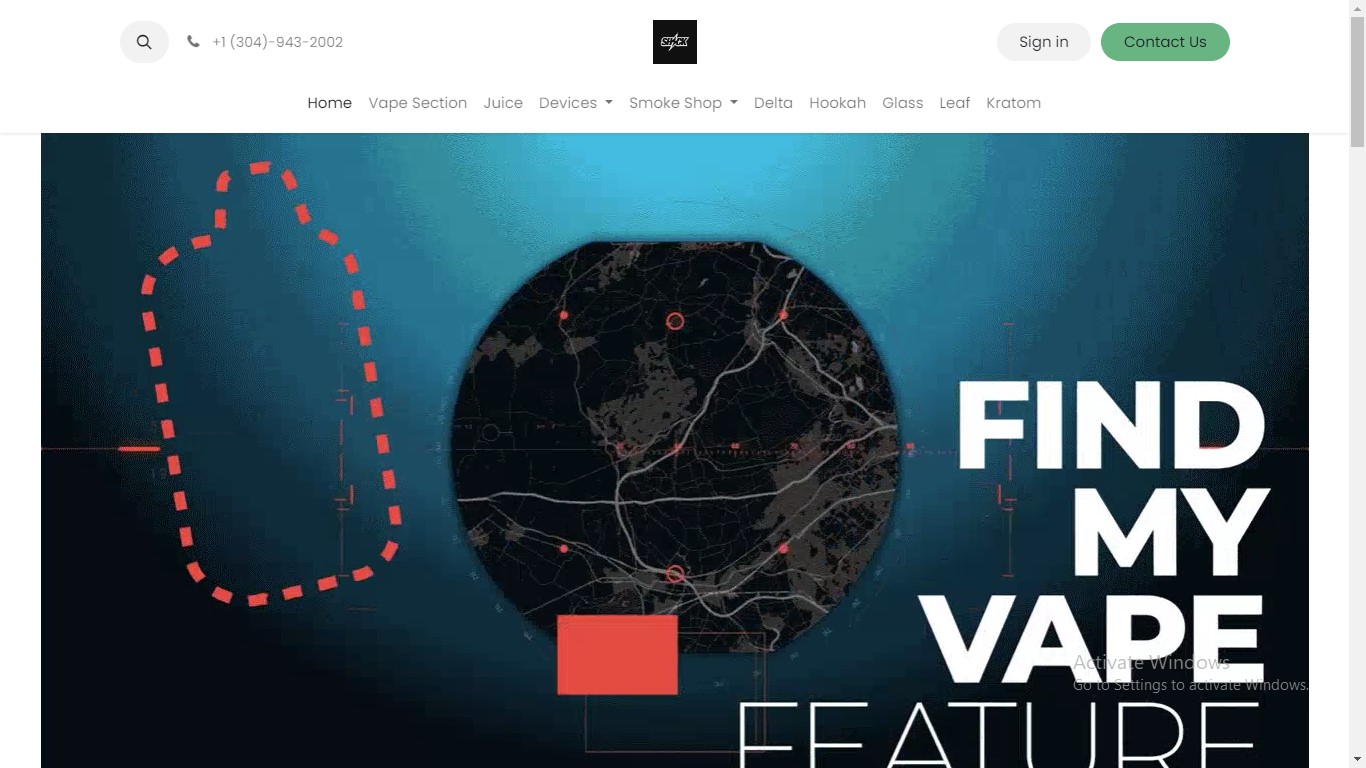 +1 (304)-943-2002
Sign in
Contact Us
Home Vape Section Juice Devices Smoke Shop Delta Hookah Glass Leaf Kratom
FIND
MY
VAPE
FEATURE
Activate Windows
Go to Settings to activate Windows.